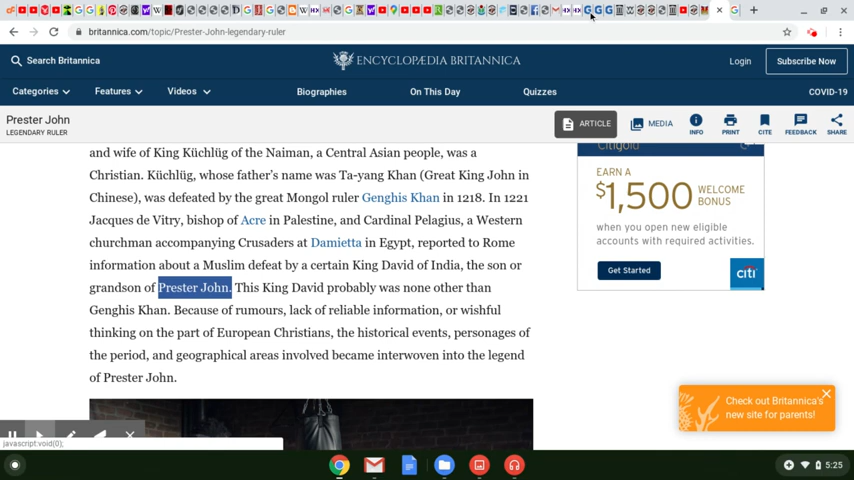 britannica.com/topic/Prester-John-legendary-ruler
Search Britannica
ENCYCLOPÆDIA BRITANNICA
Login
Subscribe Now
Categories
Features
Videos
Biographies
On This Day
Quizzes
COVID-19
Prester John
LEGENDARY RULER
ARTICLE
MEDIA
INFO
PRINT
CITE
FEEDBACK
SHARE
and wife of King Küchlüg of the Naiman, a Central Asian people, was a
Christian. Küchlüg, whose father's name was Ta-yang Khan (Great King John in
Chinese), was defeated by the great Mongol ruler Genghis Khan in 1218. In 1221
Jacques de Vitry, bishop of Acre in Palestine, and Cardinal Pelagius, a Western
churchman accompanying Crusaders at Damietta in Egypt, reported to Rome
information about a Muslim defeat by a certain King David of India, the son or
grandson of Prester John. This King David probably was none other than
Genghis Khan. Because of rumours, lack of reliable information, or wishful
thinking on the part of European Christians, the historical events, personages of
the period, and geographical areas involved became interwoven into the legend
of Prester John.
Citigold
EARN A
$1,500 WELCOME
BONUS
when you open new eligible
accounts with required activities.
Get Started
citi
Check out Britannica's
new site for parents!
javascript:void(0);
5:25